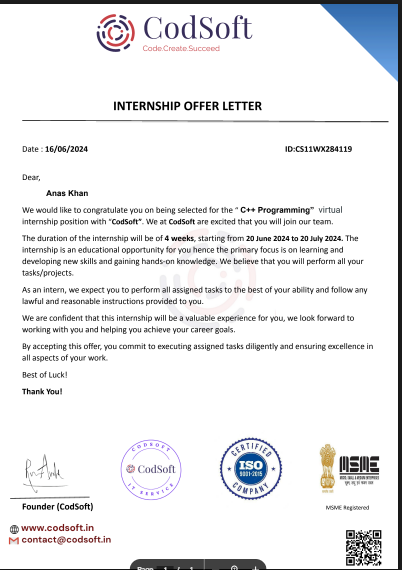 CodSoft
Code.Create.Succeed
INTERNSHIP OFFER LETTER
Date : 16/06/2024 ID:CS11WX284119
Dear,
Anas Khan
We would like to congratulate you on being selected for the “ C++ Programming” virtual
internship position with “CodSoft”. We at CodSoft are excited that you will join our team.
The duration of the internship will be of 4 weeks, starting from 20 June 2024 to 20 July 2024. The
internship is an educational opportunity for you hence the primary focus is on learning and
developing new skills and gaining hands-on knowledge. We believe that you will perform all your
tasks/projects.
As an intern, we expect you to perform all assigned tasks to the best of your ability and follow any
lawful and reasonable instructions provided to you.
We are confident that this internship will be a valuable experience for you, we look forward to
working with you and helping you achieve your career goals.
By accepting this offer, you commit to executing assigned tasks diligently and ensuring excellence in
all aspects of your work.
Best of Luck!
Thank You!
CODSOFT
CodSoft
IT SERVICE
CERTIFIED
ISO
9001-2015
COMPANY
MSME
MICRO, SMALL & MEDIUM ENTERPRISES
Founder (CodSoft)
MSME Registered
www.codsoft.in
contact@codsoft.in
Page 1 / 1